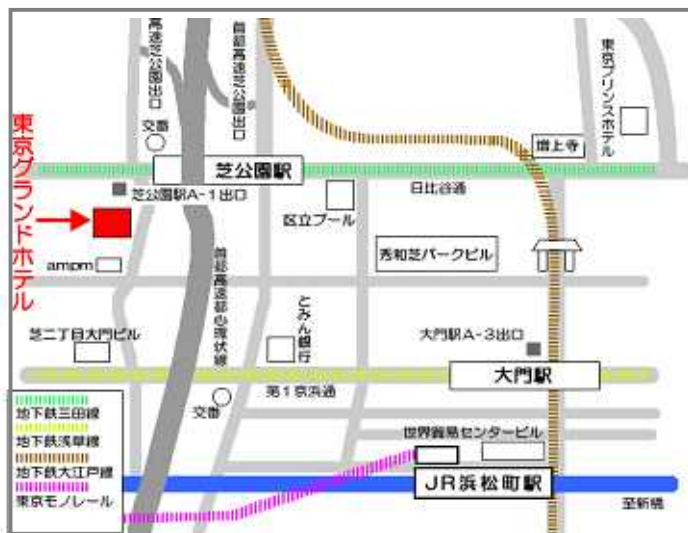 高速芝公園出口
首都高速芝公園出口
東京プリンスホテル
交番
増上寺
東京グランドホテル
芝公園駅
日比谷通
芝公園駅A-1出口
区立プール
秀和芝パークビル
ampm
首都高速都心環状線
とみん銀行
芝二丁目大門ビル
大門駅A-3出口
大門駅
第1京浜通
交番
地下鉄三田線
地下鉄浅草線
地下鉄大江戸線
東京モノレール
世界貿易センタービル
JR浜松町駅
至新橋